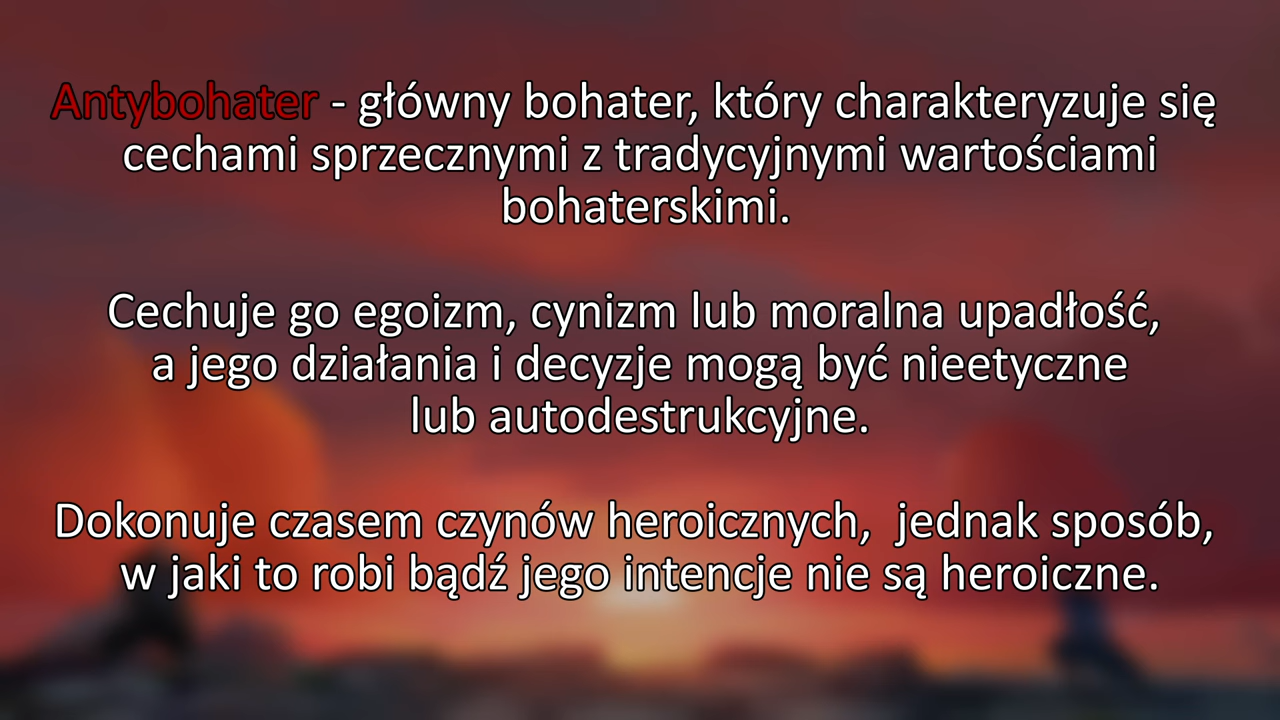 Antybohater - główny bohater, który charakteryzuje się
cechami sprzecznymi z tradycyjnymi wartościami
bohaterskimi.
Cechuje go egoizm, cynizm lub moralna upadłość,
a jego działania i decyzje mogą być nieetyczne
lub autodestrukcyjne.
Dokonuje czasem czynów heroicznych,  jednak sposób,
w jaki to robi bądź jego intencje nie są heroiczne.